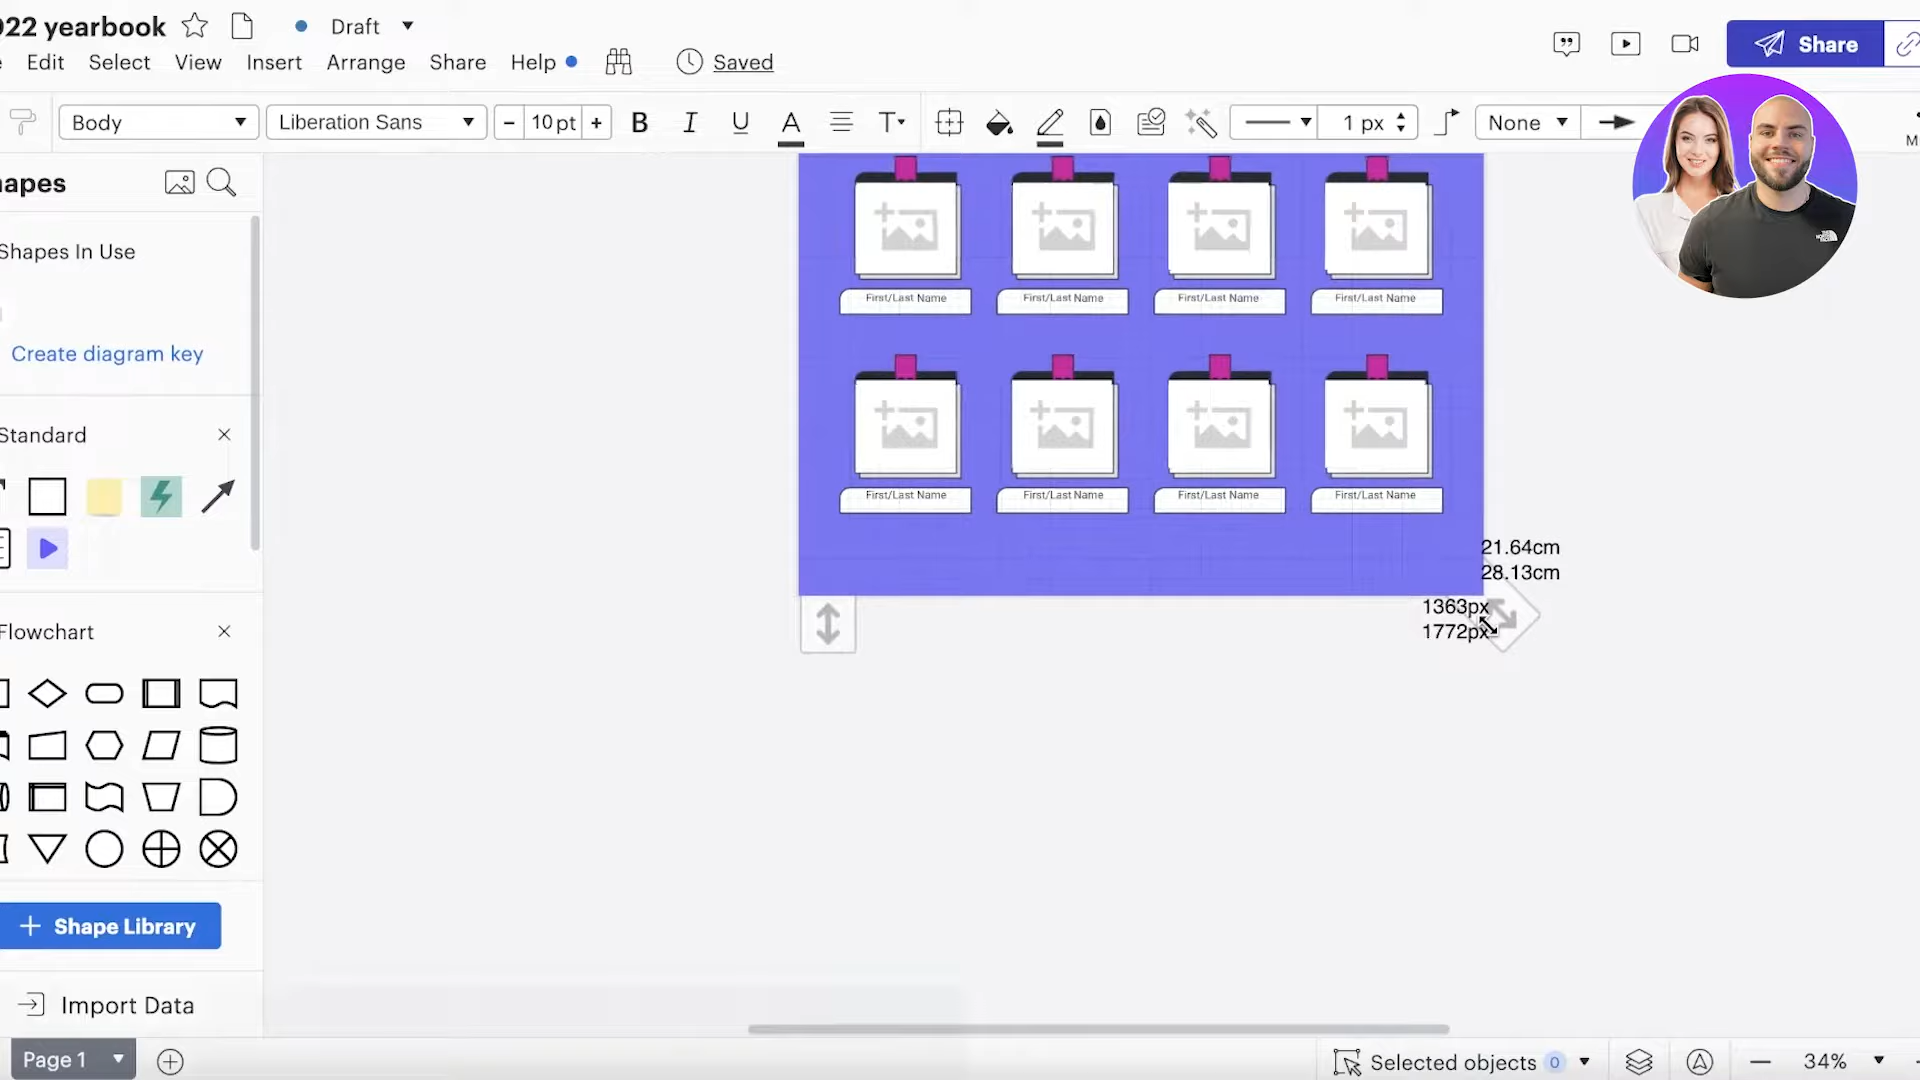 022 yearbook
Draft
Edit Select View Insert Arrange Share Help
Saved
Share
Body
Liberation Sans
- 10 pt +
B I U A T
1 px
None
hapes
Shapes In Use
Create diagram key
Standard
Flowchart
+ Shape Library
Import Data
First/Last Name First/Last Name First/Last Name First/Last Name
First/Last Name First/Last Name First/Last Name First/Last Name
21.64cm
28.13cm
1363px
1772px
Page 1
Selected objects 0
34%